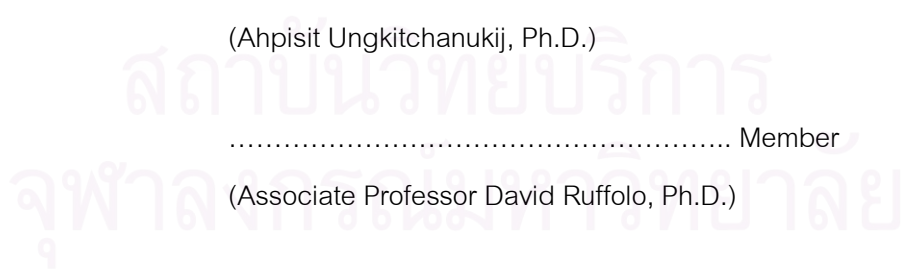 (Ahpisit Ungkitchanukij, Ph.D.)
สถาบันวิทยบริการ
………………………………………………….. Member
จุฬาลงกรณ์มหาวิทยาลัย
(Associate Professor David Ruffolo, Ph.D.)